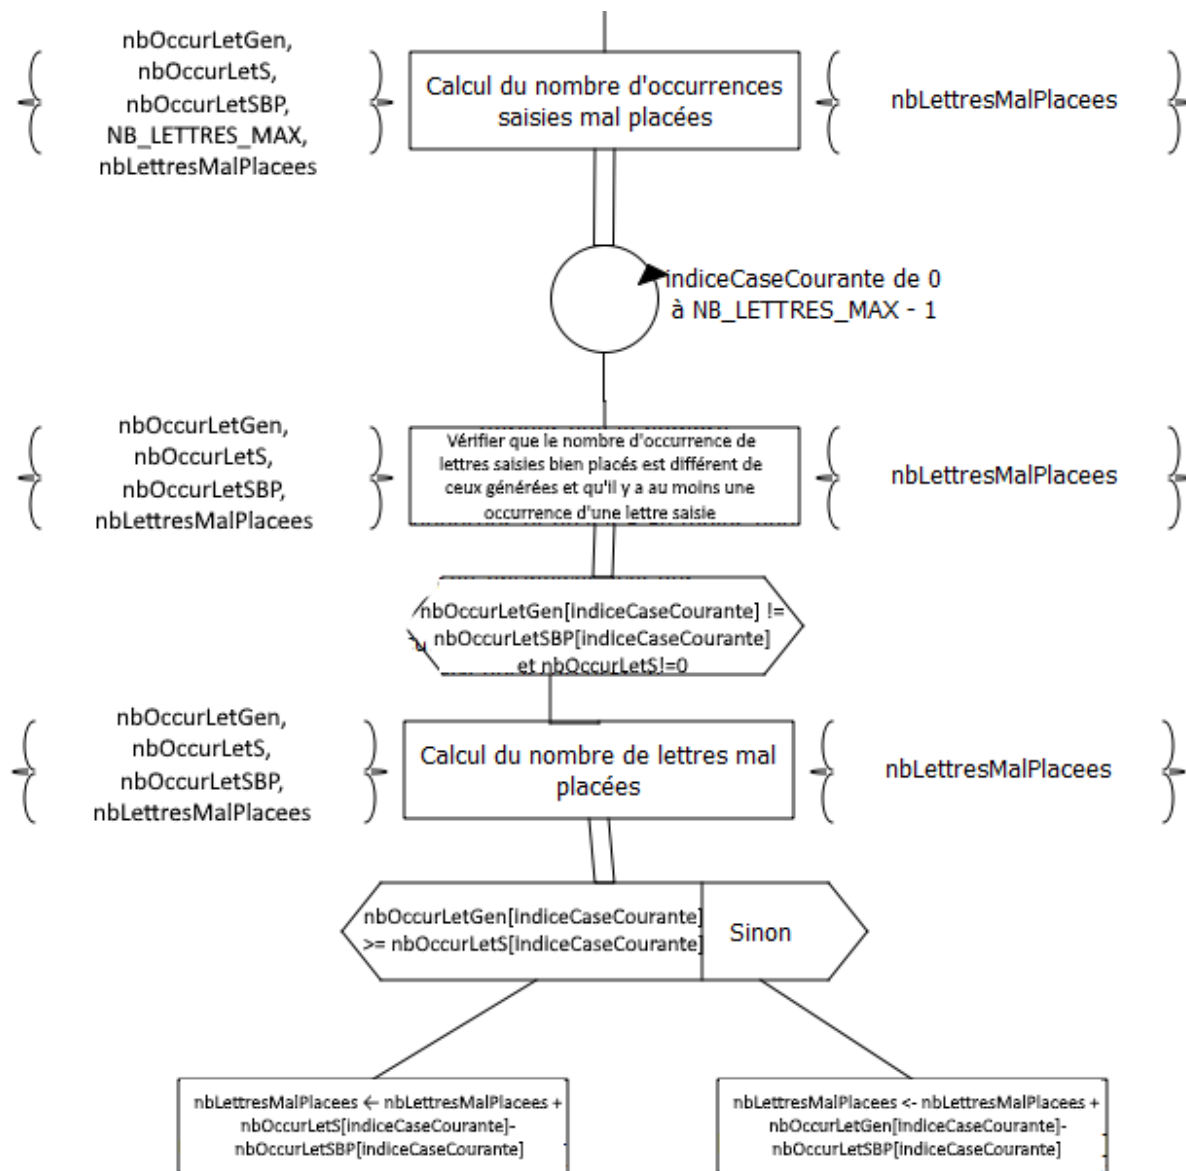 nbOccurLetGen,
nbOccurLetS,
nbOccurLetSBP,
NB_LETTRES_MAX,
nbLettresMalPlacees
Calcul du nombre d'occurrences
saisies mal placées
nbLettresMalPlacees
indiceCaseCourante de 0
à NB_LETTRES_MAX - 1
nbOccurLetGen,
nbOccurLetS,
nbOccurLetSBP,
nbLettresMalPlacees
Vérifier que le nombre d'occurrence de
lettres saisies bien placés est différent de
ceux générées et qu'il y a au moins une
occurrence d'une lettre saisie
nbLettresMalPlacees
nbOccurLetGen[indiceCaseCourante] !=
nbOccurLetSBP[indiceCaseCourante]
et nbOccurLetS!=0
nbOccurLetGen,
nbOccurLetS,
nbOccurLetSBP,
nbLettresMalPlacees
Calcul du nombre de lettres mal
placées
nbLettresMalPlacees
nbOccurLetGen[indiceCaseCourante]
>= nbOccurLetS[indiceCaseCourante]
Sinon
nbLettresMalPlacees ← nbLettresMalPlacees +
nbOccurLetS[indiceCaseCourante]-
nbOccurLetSBP[indiceCaseCourante]
nbLettresMalPlacees <- nbLettresMalPlacees +
nbOccurLetGen[indiceCaseCourante]-
nbOccurLetSBP[indiceCaseCourante]